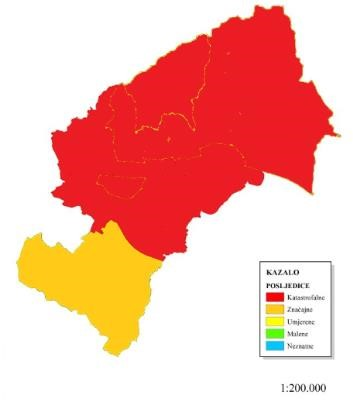 KAZALO
POSLJEDICE
Katastrofalne
Značajne
Umjerene
Malene
Neznatne
1:200.000